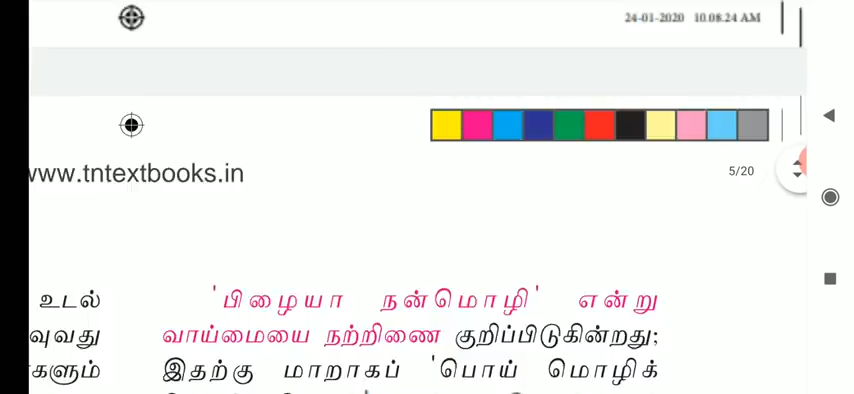 24-01-2020 10.08.24 AM
www.tntextbooks.in
5/20
உடல்
வுவது
களும்
'பிழையா நன்மொழி' என்று
வாய்மையை நற்றிணை குறிப்பிடுகின்றது;
இதற்கு மாறாகப் 'பொய் மொழிக்